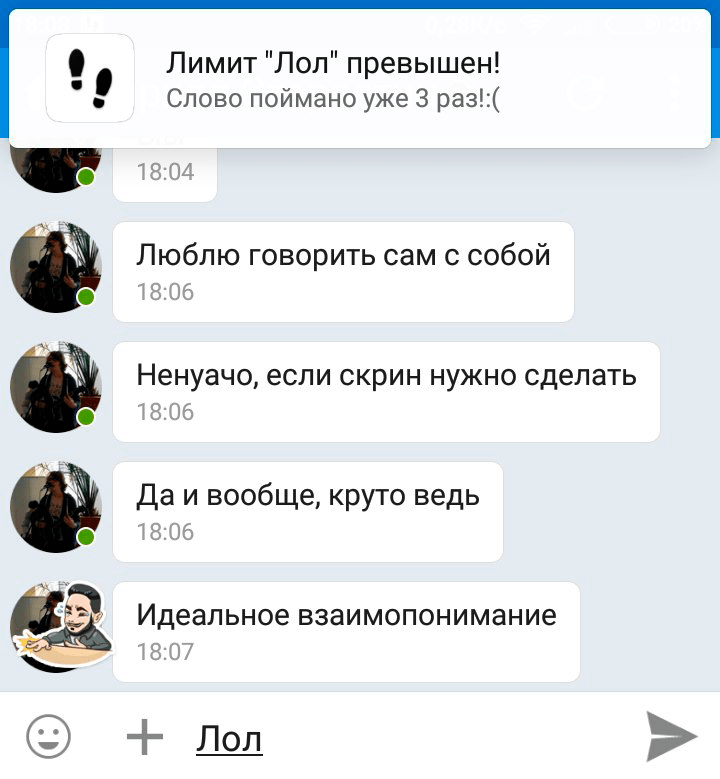 Лимит "Лол" превышен!
Слово поймано уже 3 раз!:(
18:04
Люблю говорить сам с собой
18:06
Ненуачо, если скрин нужно сделать
18:06
Да и вообще, круто ведь
18:06
Идеальное взаимопонимание
18:07
Лол